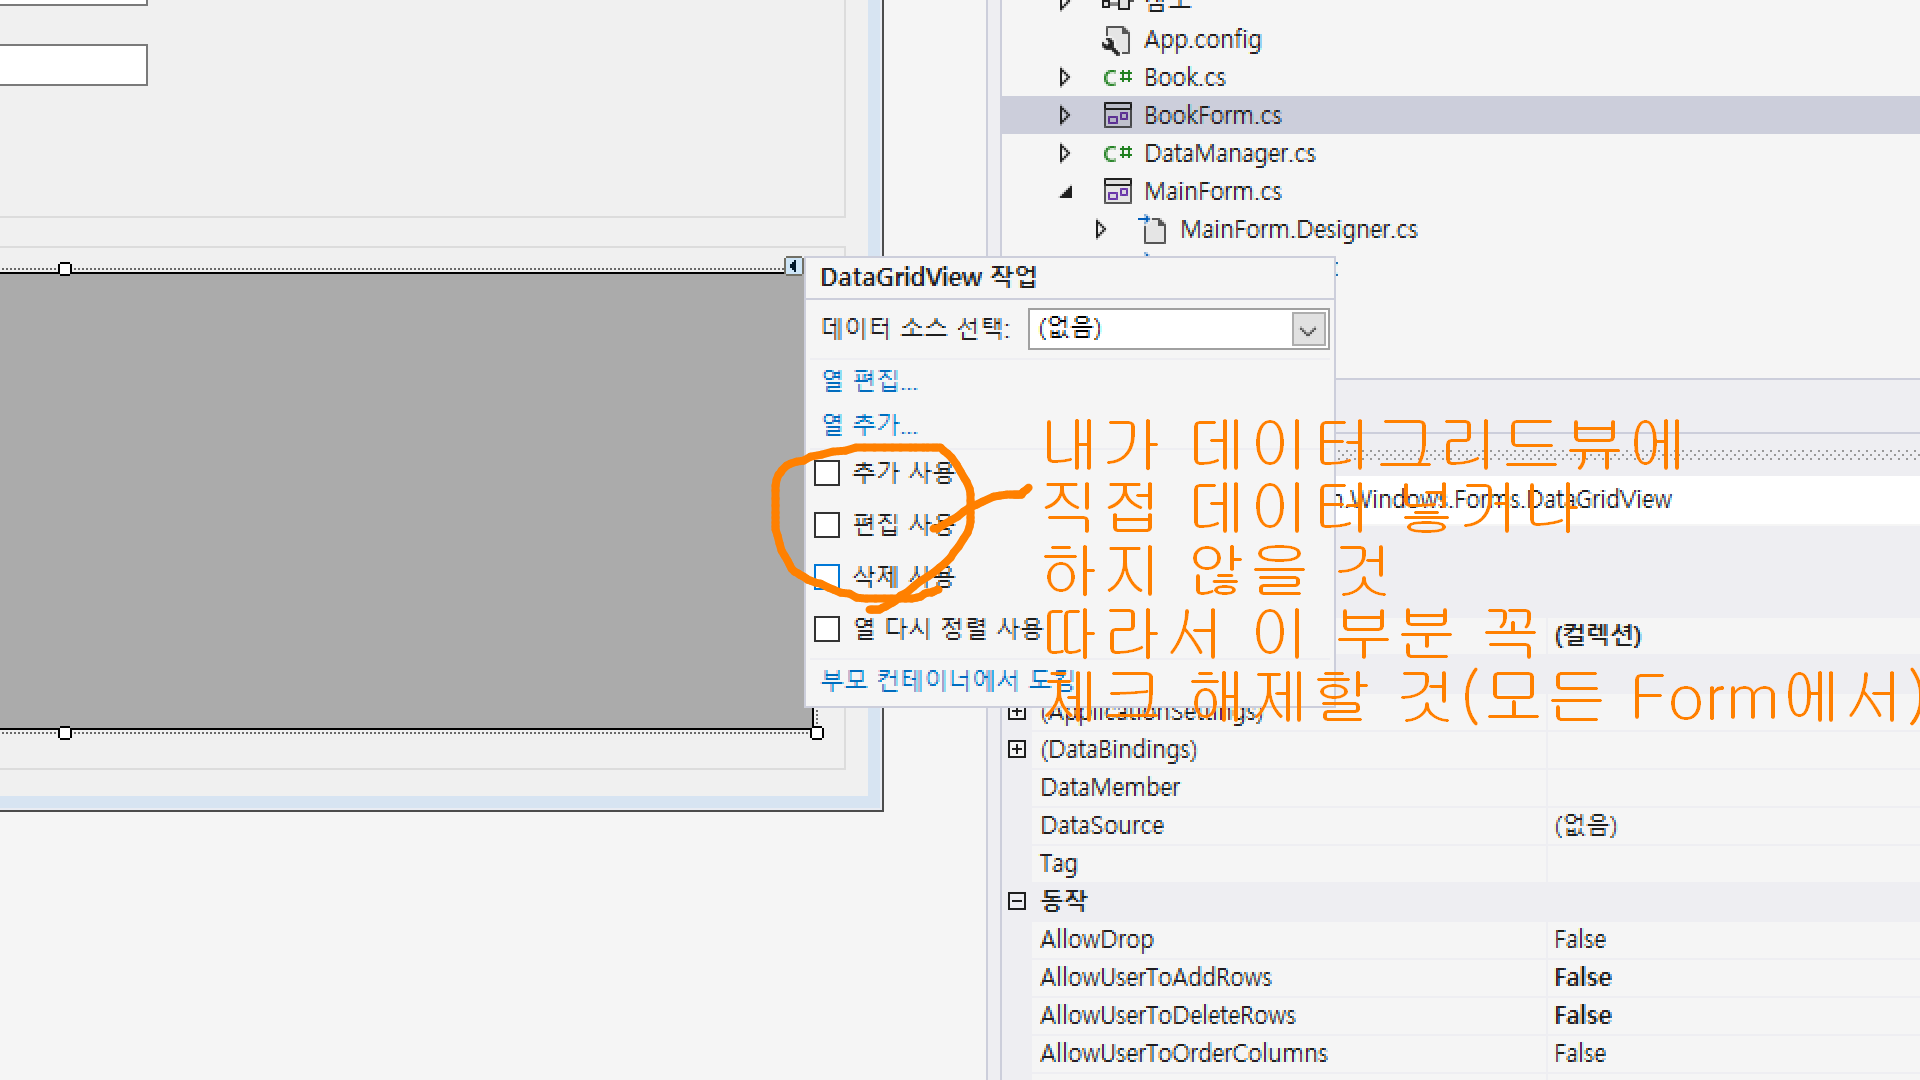 참조
App.config
C# Book.cs
BookForm.cs
C# DataManager.cs
MainForm.cs
MainForm.Designer.cs
DataGridView 작업
데이터 소스 선택: (없음)
열 편집...
열 추가...
추가 사용
편집 사용
삭제 사용
열 다시 정렬 사용
부모 컨테이너에서 도킹
내가 데이터그리드뷰에
직접 데이터 넣거나
하지 않을 것
따라서 이 부분 꼭
체크 해제할 것(모든 Form에서)
.Windows.Forms.DataGridView
(컬렉션)
(ApplicationSettings)
(DataBindings)
DataMember
DataSource (없음)
Tag
동작
AllowDrop False
AllowUserToAddRows False
AllowUserToDeleteRows False
AllowUserToOrderColumns False